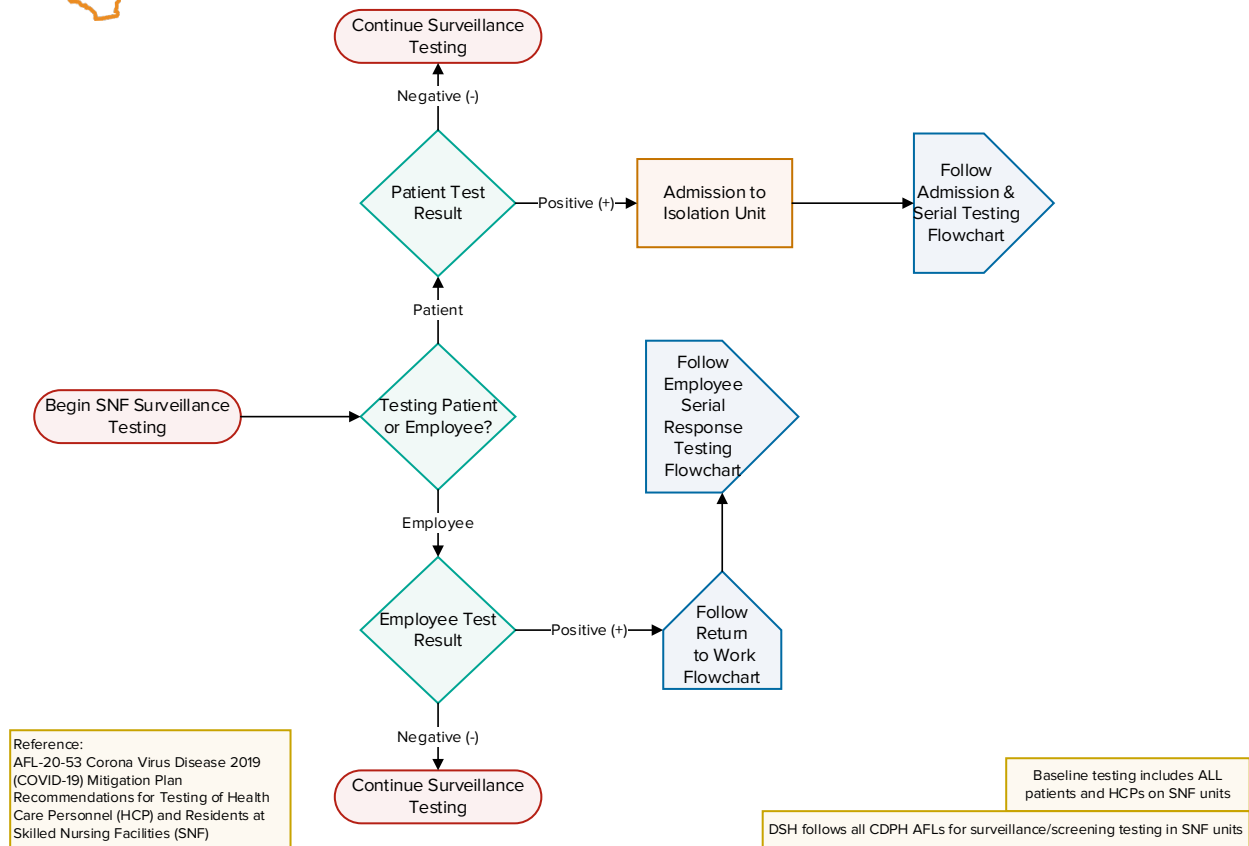 Continue Surveillance
Testing
Negative (-)
Patient Test
Result
Positive (+)
Admission to
Isolation Unit
Follow
Admission &
Serial Testing
Flowchart
Patient
Begin SNF Surveillance
Testing
Testing Patient
or Employee?
Follow
Employee
Serial
Response
Testing
Flowchart
Employee
Employee Test
Result
Positive (+)
Follow
Return
to Work
Flowchart
Negative (-)
Continue Surveillance
Testing
Reference:
AFL-20-53 Corona Virus Disease 2019
(COVID-19) Mitigation Plan
Recommendations for Testing of Health
Care Personnel (HCP) and Residents at
Skilled Nursing Facilities (SNF)
Baseline testing includes ALL
patients and HCPs on SNF units
DSH follows all CDPH AFLs for surveillance/screening testing in SNF units